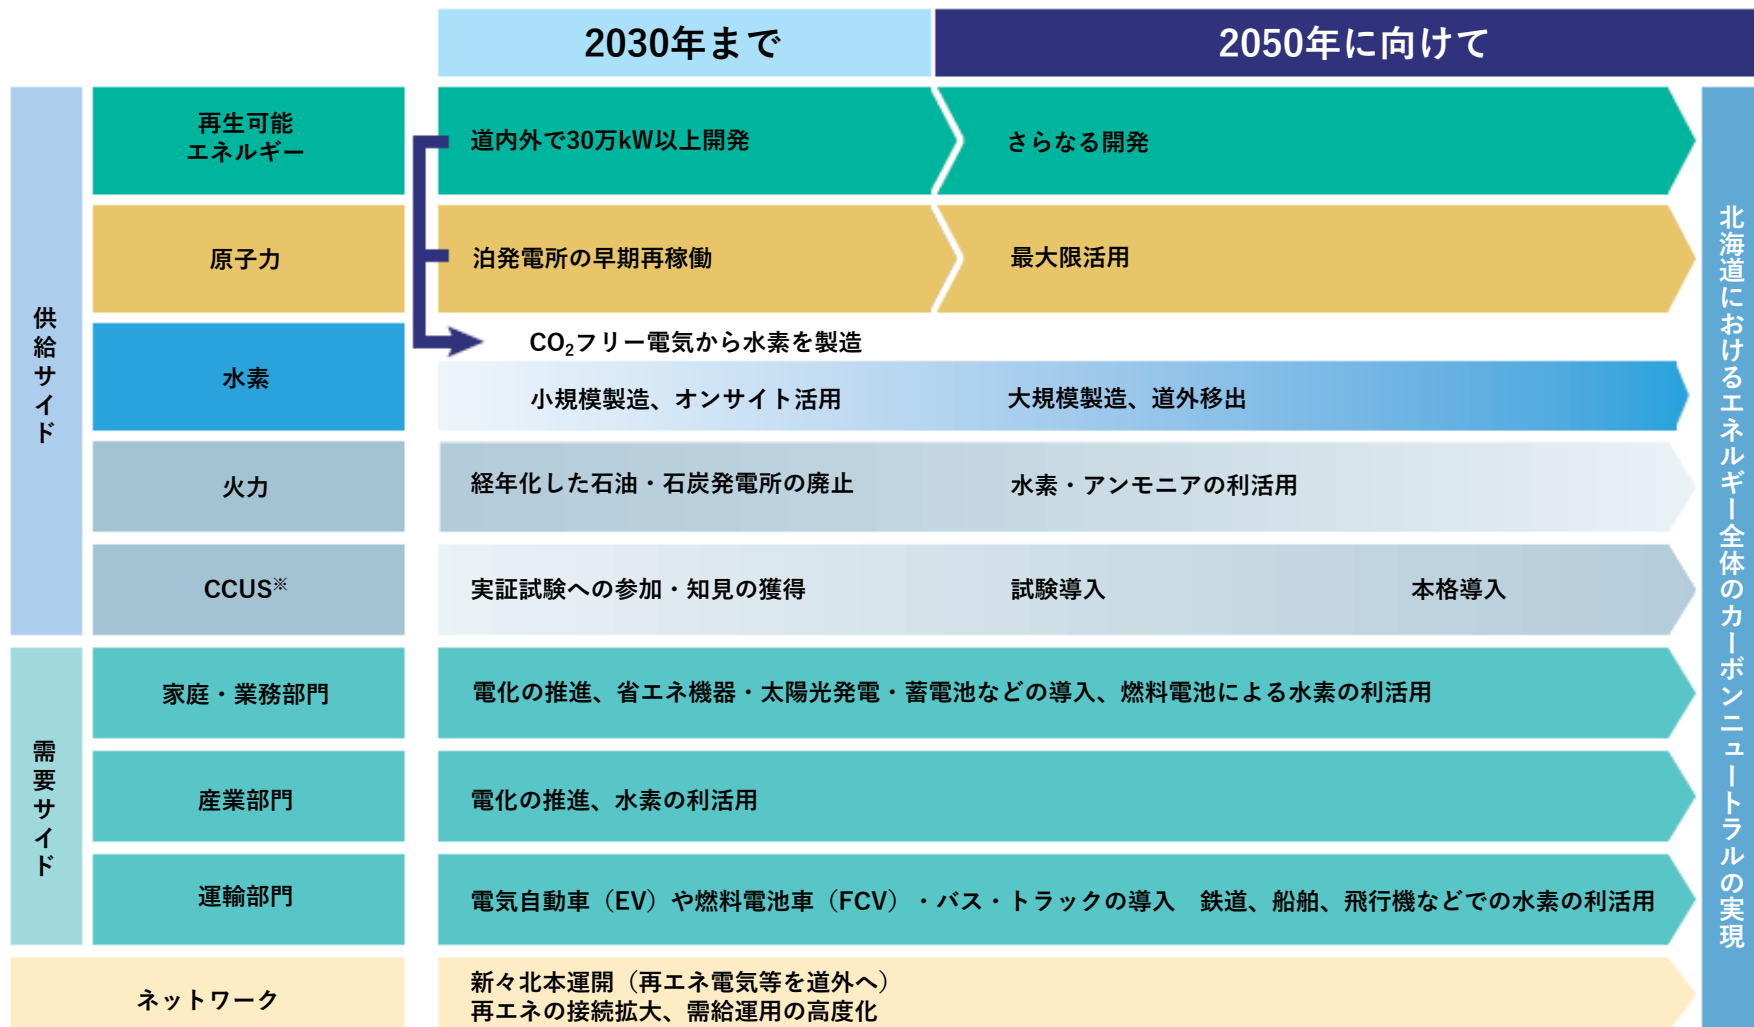 2030年まで
2050年に向けて
供給サイド
再生可能
エネルギー
道内外で30万kW以上開発
さらなる開発
原子力
泊発電所の早期再稼働
最大限活用
水素
CO₂フリー電気から水素を製造
小規模製造、オンサイト活用
大規模製造、道外移出
火力
経年化した石油・石炭発電所の廃止
水素・アンモニアの利活用
CCUS※
実証試験への参加・知見の獲得
試験導入
本格導入
需要サイド
家庭・業務部門
電化の推進、省エネ機器・太陽光発電・蓄電池などの導入、燃料電池による水素の利活用
産業部門
電化の推進、水素の利活用
運輸部門
電気自動車（EV）や燃料電池車（FCV）・バス・トラックの導入　鉄道、船舶、飛行機などでの水素の利活用
ネットワーク
新々北本運開（再エネ電気等を道外へ）
再エネの接続拡大、需給運用の高度化
北海道におけるエネルギー全体のカーボンニュートラルの実現